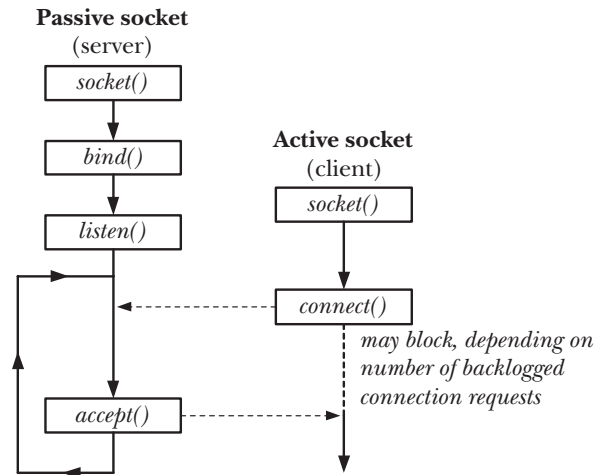 Passive socket
(server)
socket()
bind()
listen()
accept()
Active socket
(client)
socket()
connect()
may block, depending on
number of backlogged
connection requests